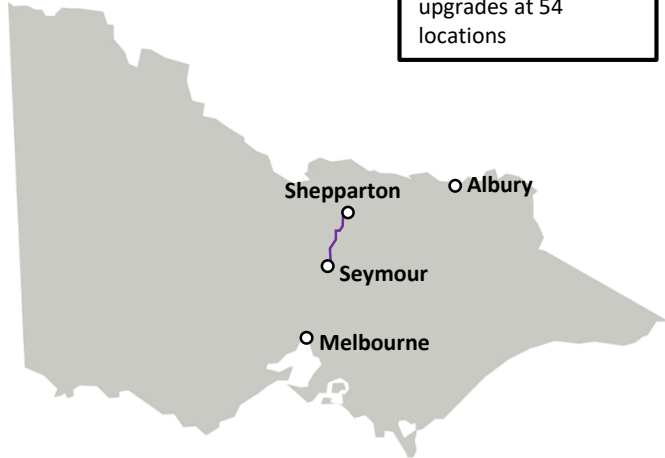 upgrades at 54
locations
Shepparton
Albury
Seymour
Melbourne